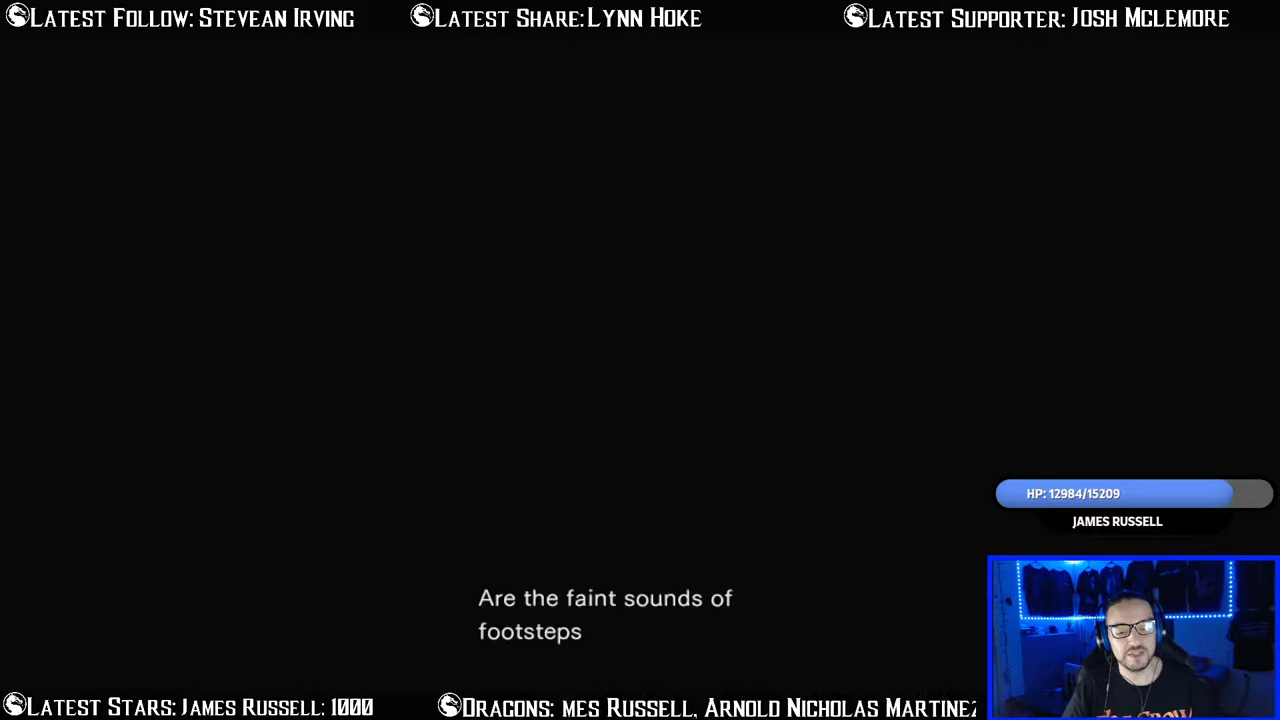 Latest Follow: Stevean Irving
Latest Share: Lynn Hoke
Latest Supporter: Josh Mclemore
HP: 12984/15209
JAMES RUSSELL
Are the faint sounds of
footsteps
Latest Stars: James Russell: 1000
Dragons: mes Russell, Arnold Nicholas Martinez